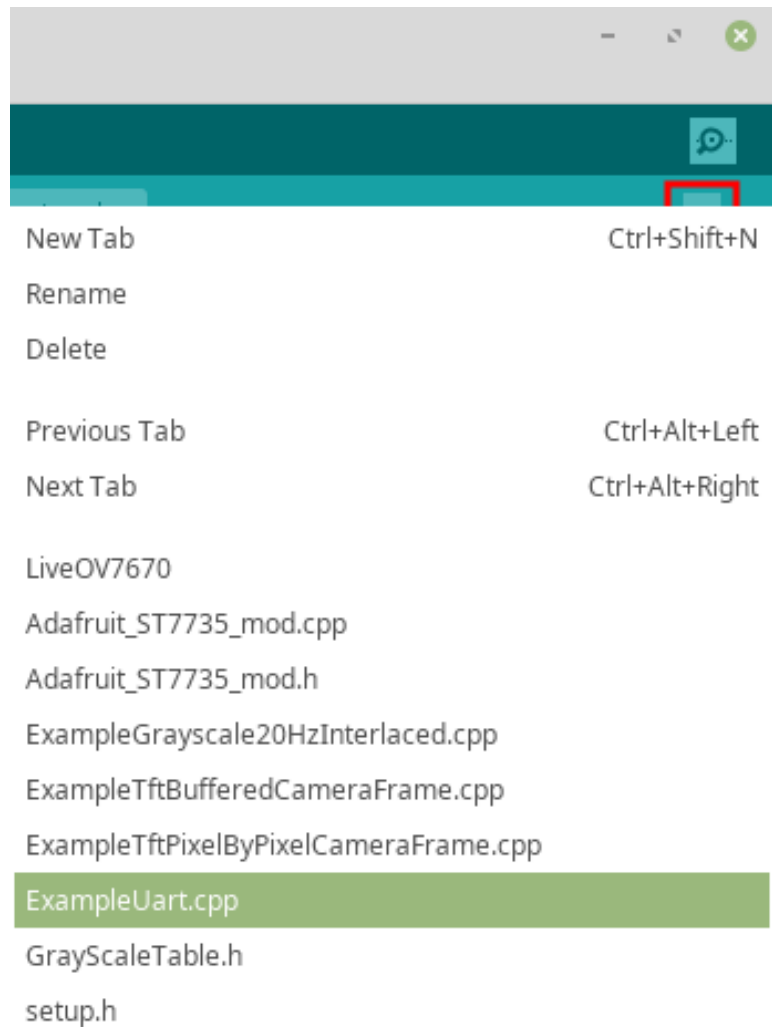 New Tab Ctrl+Shift+N
Rename
Delete
Previous Tab Ctrl+Alt+Left
Next Tab Ctrl+Alt+Right
LiveOV7670
Adafruit_ST7735_mod.cpp
Adafruit_ST7735_mod.h
ExampleGrayscale20HzInterlaced.cpp
ExampleTftBufferedCameraFrame.cpp
ExampleTftPixelByPixelCameraFrame.cpp
ExampleUart.cpp
GrayScaleTable.h
setup.h